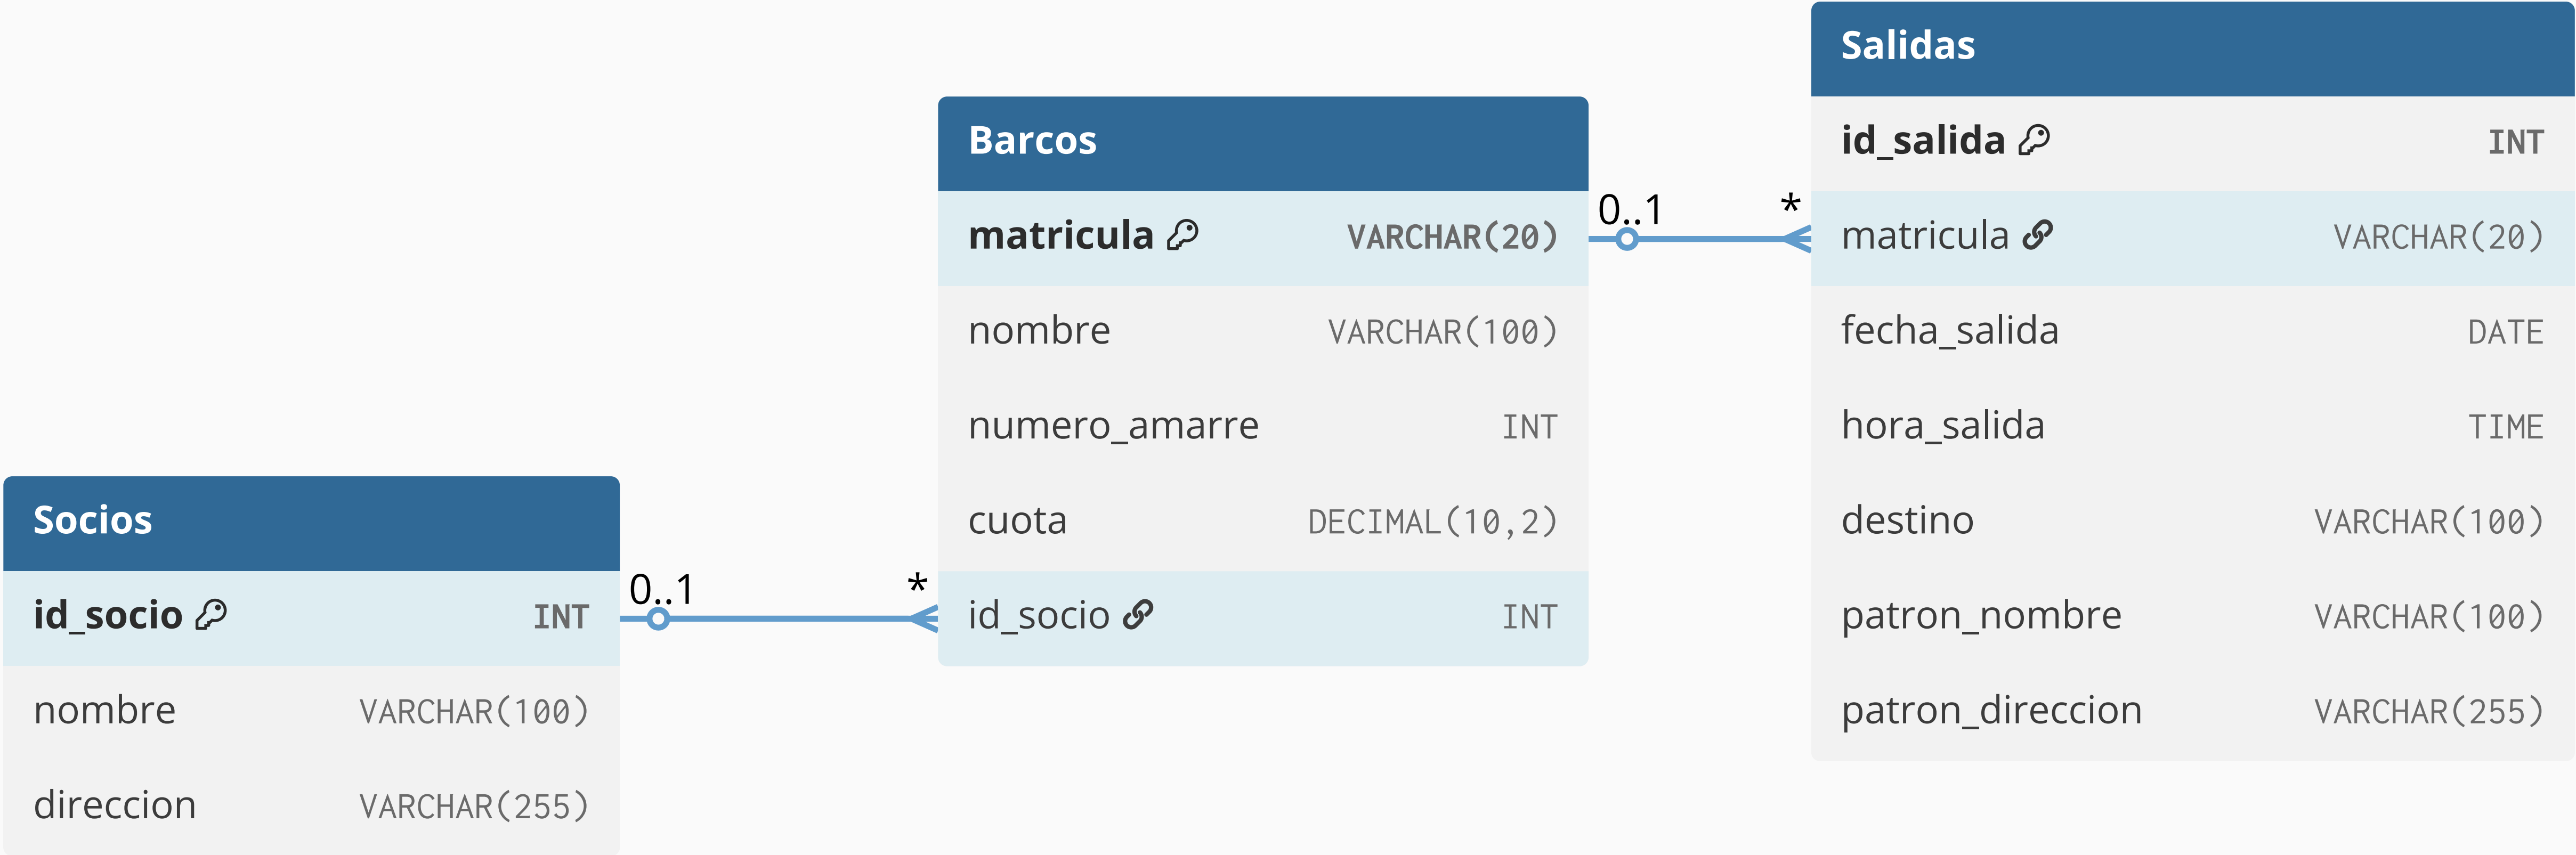 Socios
id_socio INT
nombre VARCHAR(100)
direccion VARCHAR(255)
0..1 *
Barcos
matricula VARCHAR(20)
nombre VARCHAR(100)
numero_amarre INT
cuota DECIMAL(10,2)
id_socio INT
0..1 *
Salidas
id_salida INT
matricula VARCHAR(20)
fecha_salida DATE
hora_salida TIME
destino VARCHAR(100)
patron_nombre VARCHAR(100)
patron_direccion VARCHAR(255)